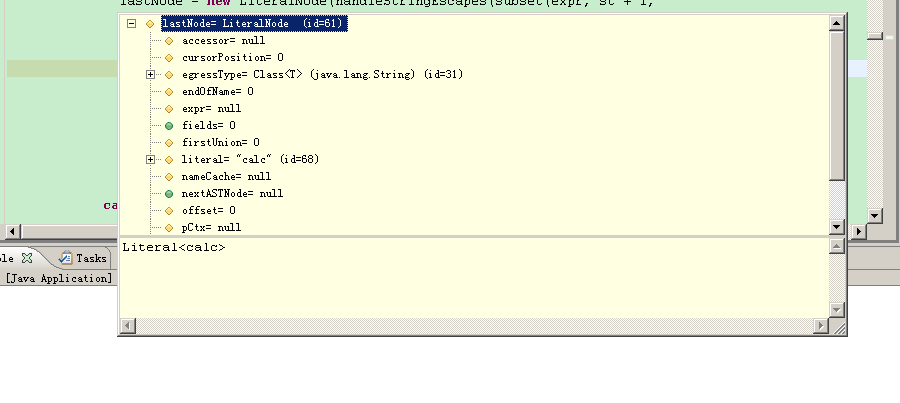 lastNode = new LiteralNode(handleStringEscapes(subset(expr, st + 1,
lastNode= LiteralNode (id=61)
accessor= null
cursorPosition= 0
egressType= Class<T> (java.lang.String) (id=31)
endOfName= 0
expr= null
fields= 0
firstUnion= 0
literal= "calc" (id=68)
nameCache= null
nextASTNode= null
ca
offset= 0
pCtx= null
Literal<calc>
le Tasks
[Java Application]